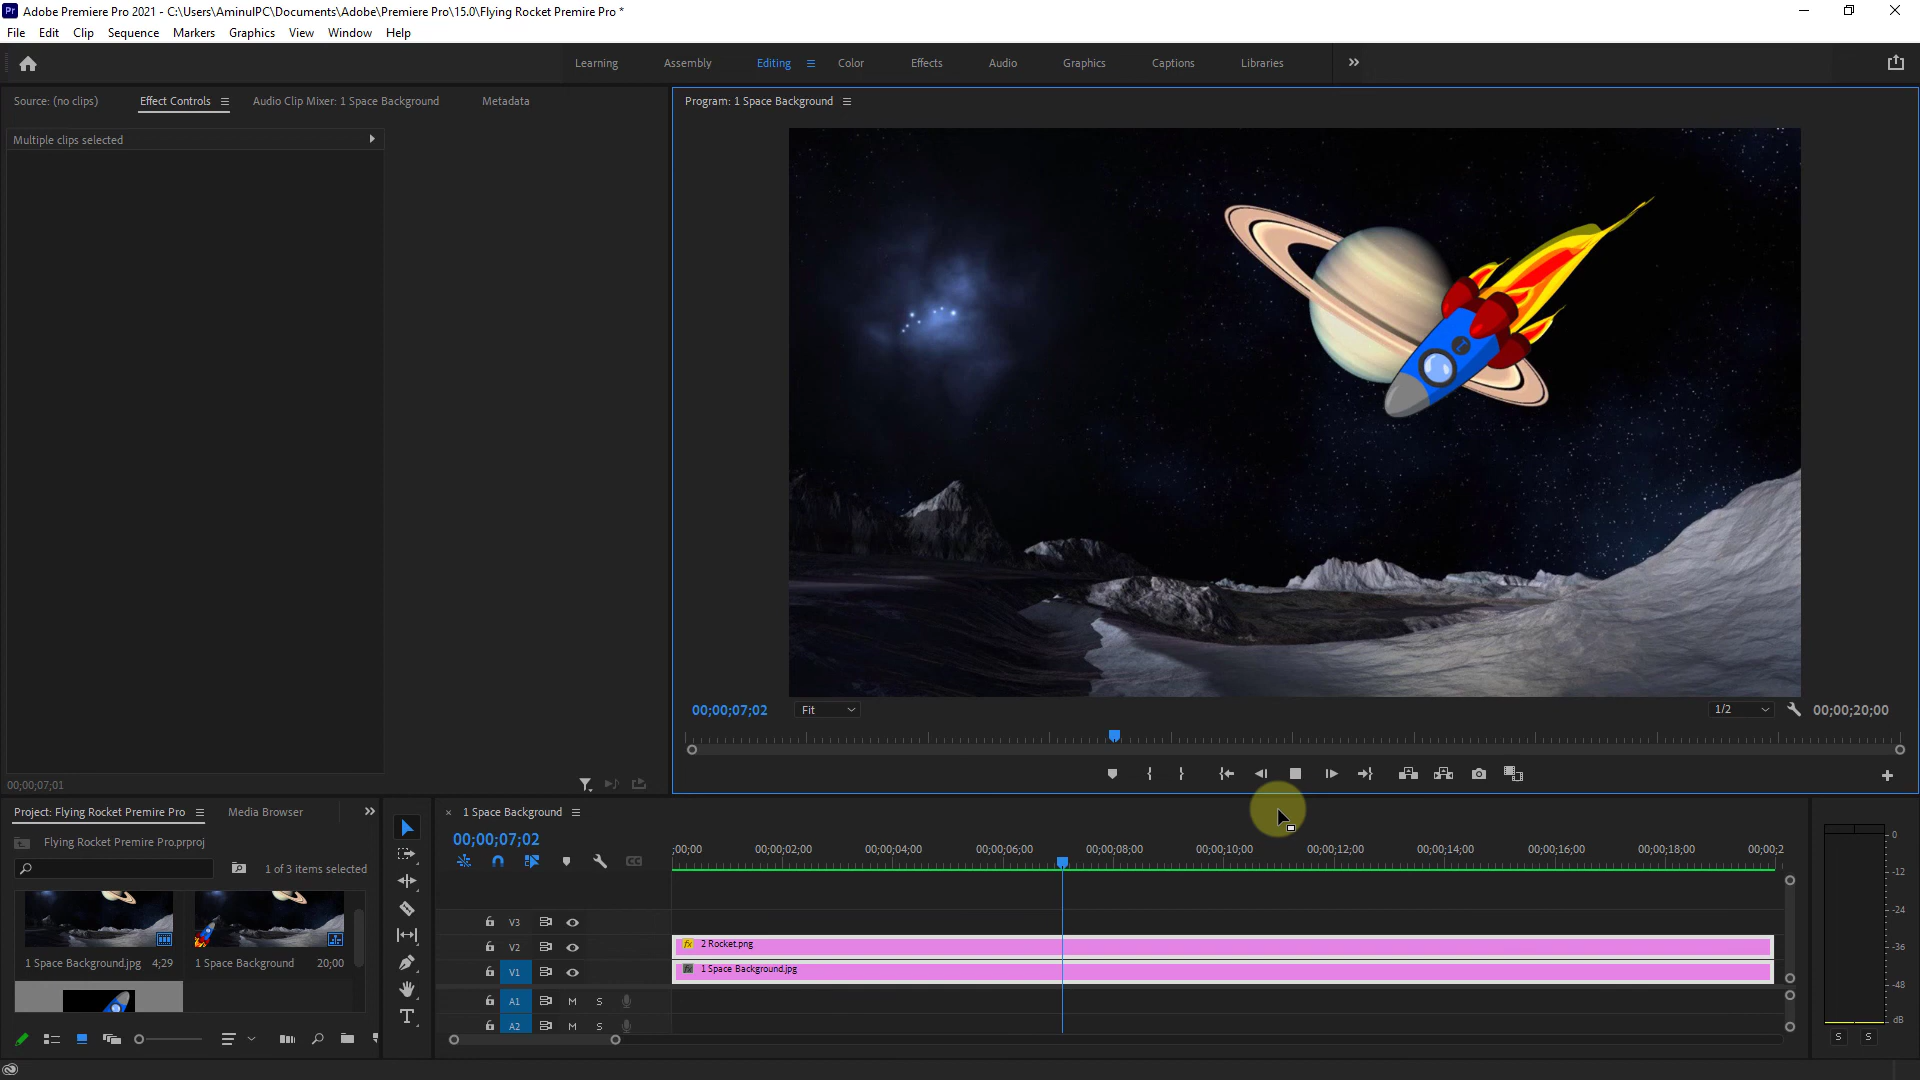 Pr Adobe Premiere Pro 2021 - C:\Users\AminulPC\Documents\Adobe\Premiere Pro\15.0\Flying Rocket Premire Pro *
File Edit Clip Sequence Markers Graphics View Window Help
Learning Assembly Editing Color Effects Audio Graphics Captions Libraries
Source: (no clips) Effect Controls Audio Clip Mixer: 1 Space Background Metadata
Program: 1 Space Background
Multiple clips selected
1
00;00;07;02 Fit 1/2 00;00;20;00
00;00;07;01
Project: Flying Rocket Premire Pro Media Browser
1 Space Background
Flying Rocket Premire Pro.prproj
00;00;07;02
1 of 3 items selected
;00;00 00;00;02;00 00;00;04;00 00;00;06;00 00;00;08;00 00;00;10;00 00;00;12;00 00;00;14;00 00;00;16;00 00;00;18;00 00;00;2
V3
V2 fx 2 Rocket.png
V1 fx 1 Space Background.jpg
A1 M S
A2 M S
1 Space Background.jpg 4;29 1 Space Background 20;00
0
-12
-24
-36
-48
dB
S S